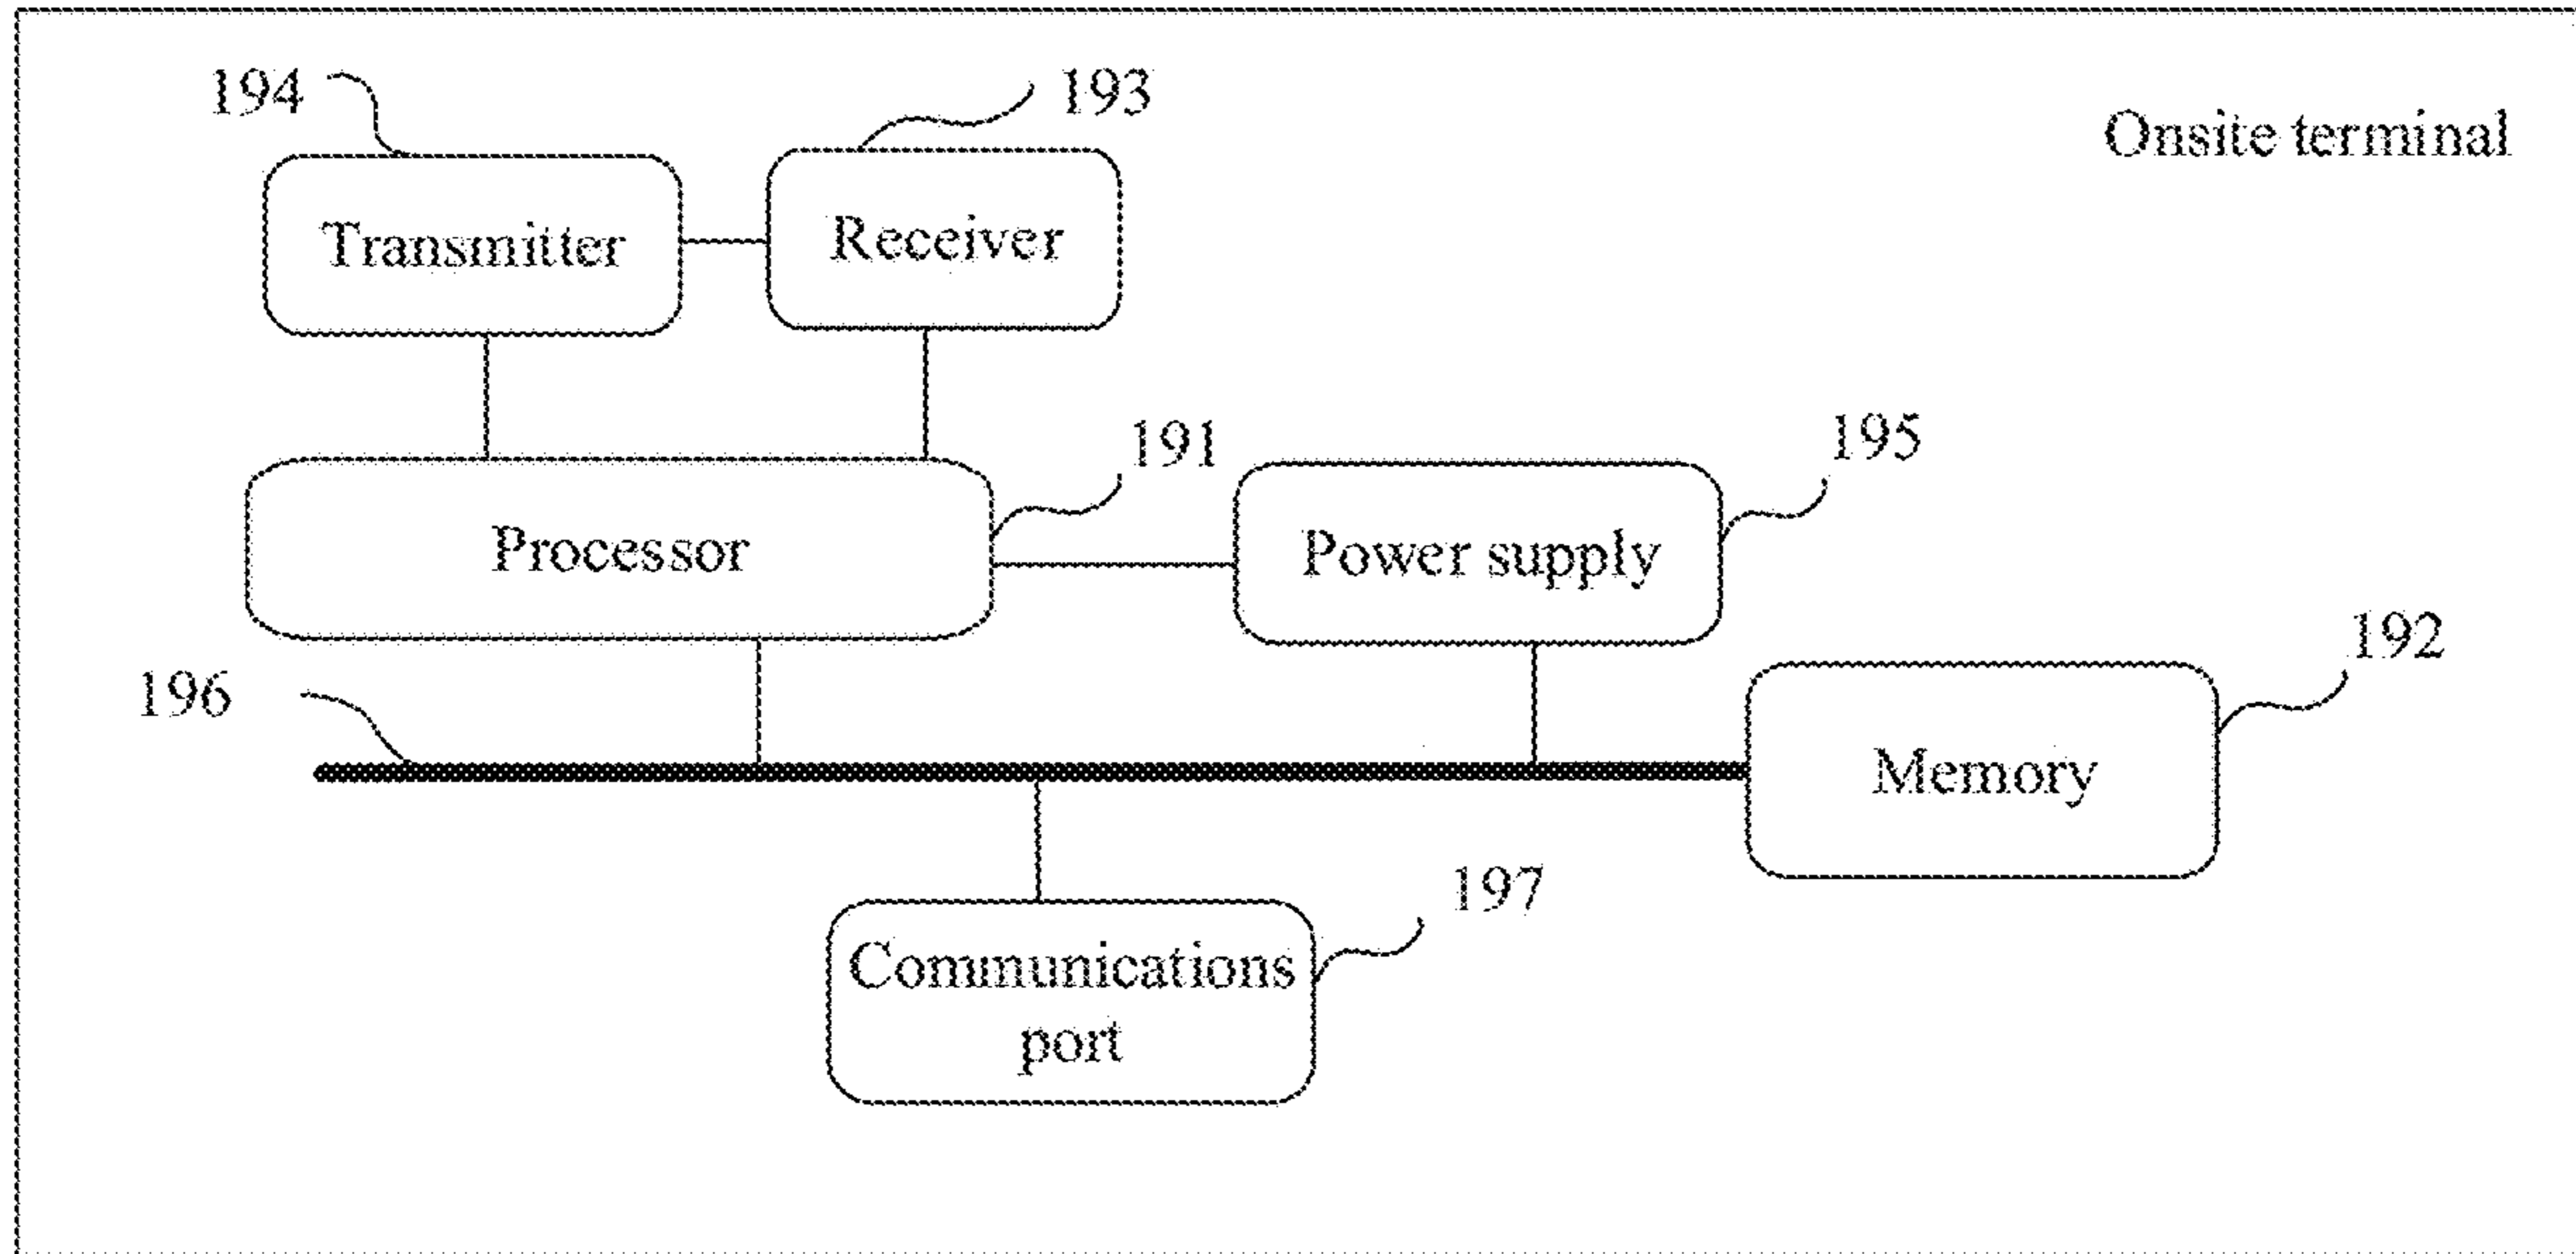 194
193
Onsite terminal
Transmitter
Receiver
191
195
Processor
Power supply
192
196
Memory
197
Communications
port